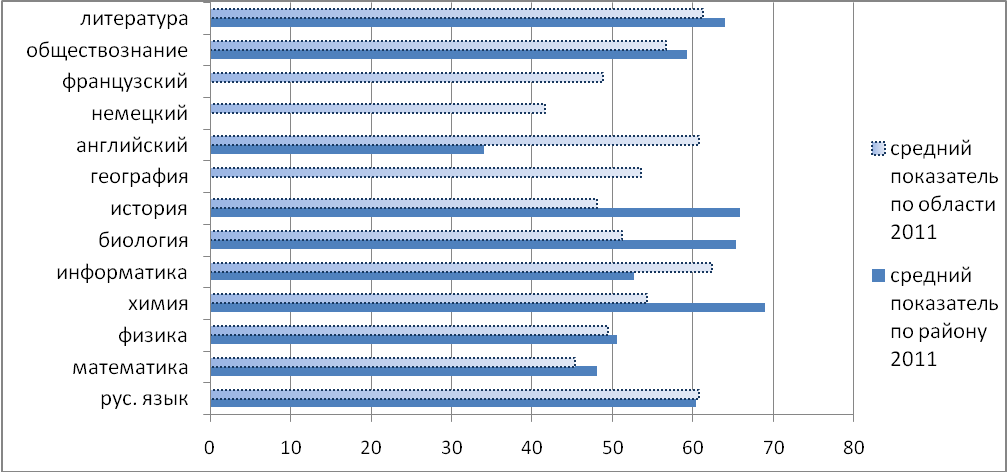 литература
обществознание
французский
немецкий
английский
география
история
биология
информатика
химия
физика
математика
рус. язык
0 10 20 30 40 50 60 70 80
средний
показатель
по области
2011
средний
показатель
по району
2011